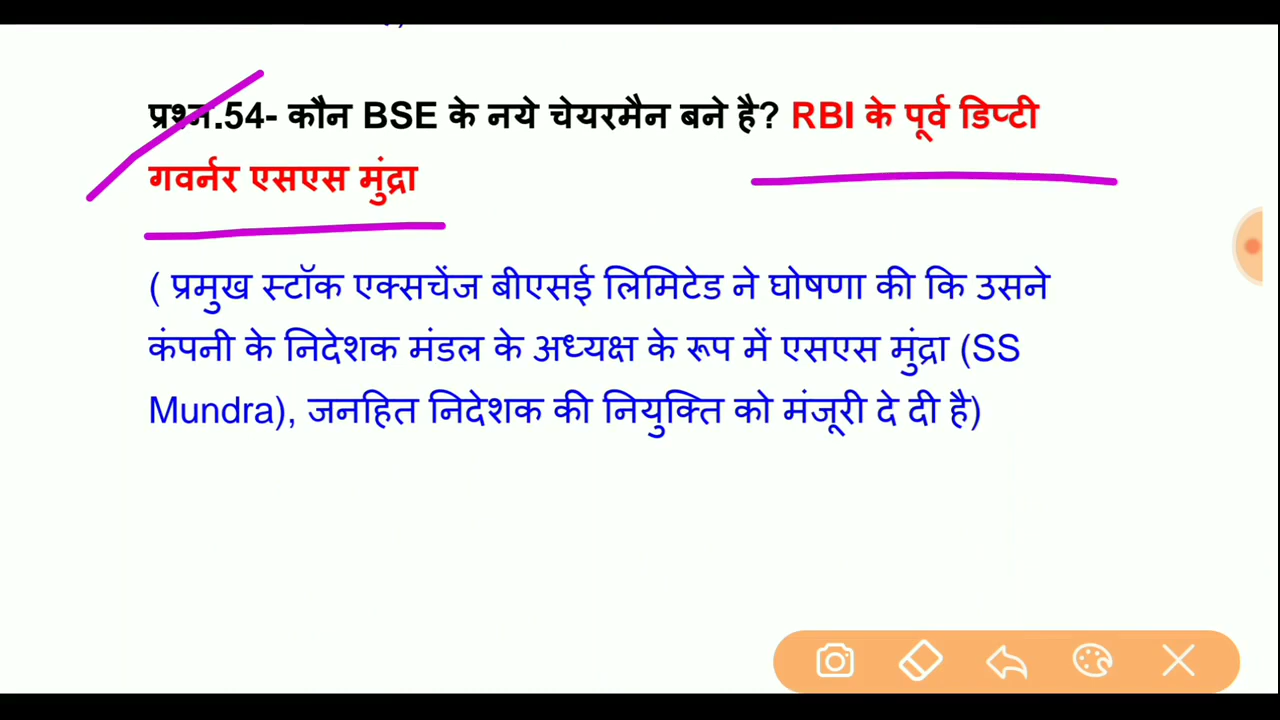 प्रश्न.54- कौन BSE के नये चेयरमैन बने है? RBI के पूर्व डिप्टी
गवर्नर एसएस मुंद्रा
( प्रमुख स्टॉक एक्सचेंज बीएसई लिमिटेड ने घोषणा की कि उसने
कंपनी के निदेशक मंडल के अध्यक्ष के रूप में एसएस मुंद्रा (SS
Mundra), जनहित निदेशक की नियुक्ति को मंजूरी दे दी है)